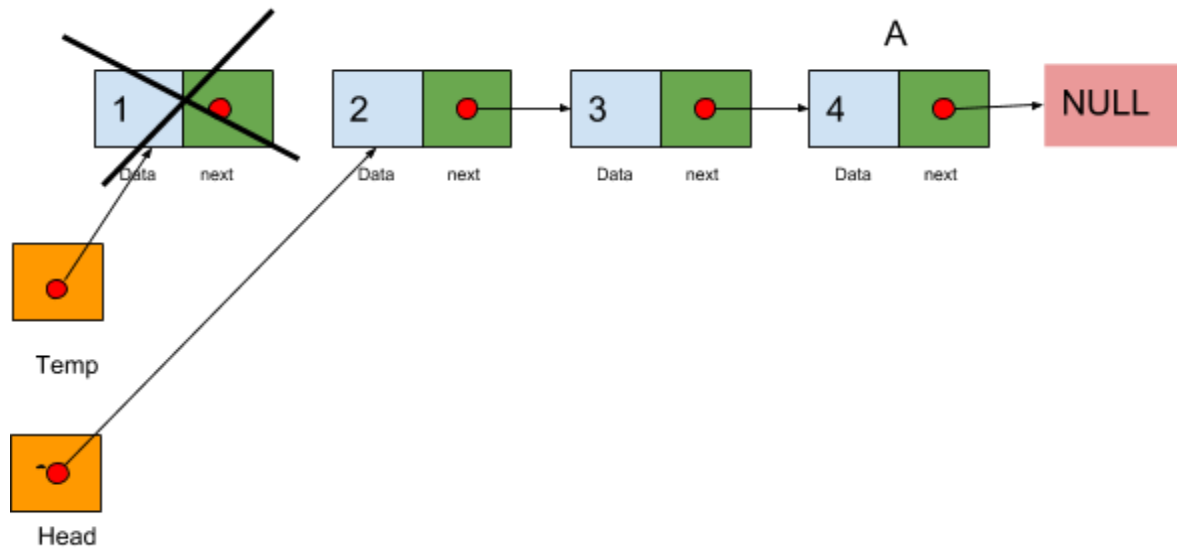 A
1 2 3 4 NULL
Data next Data next Data next Data next
Temp
Head